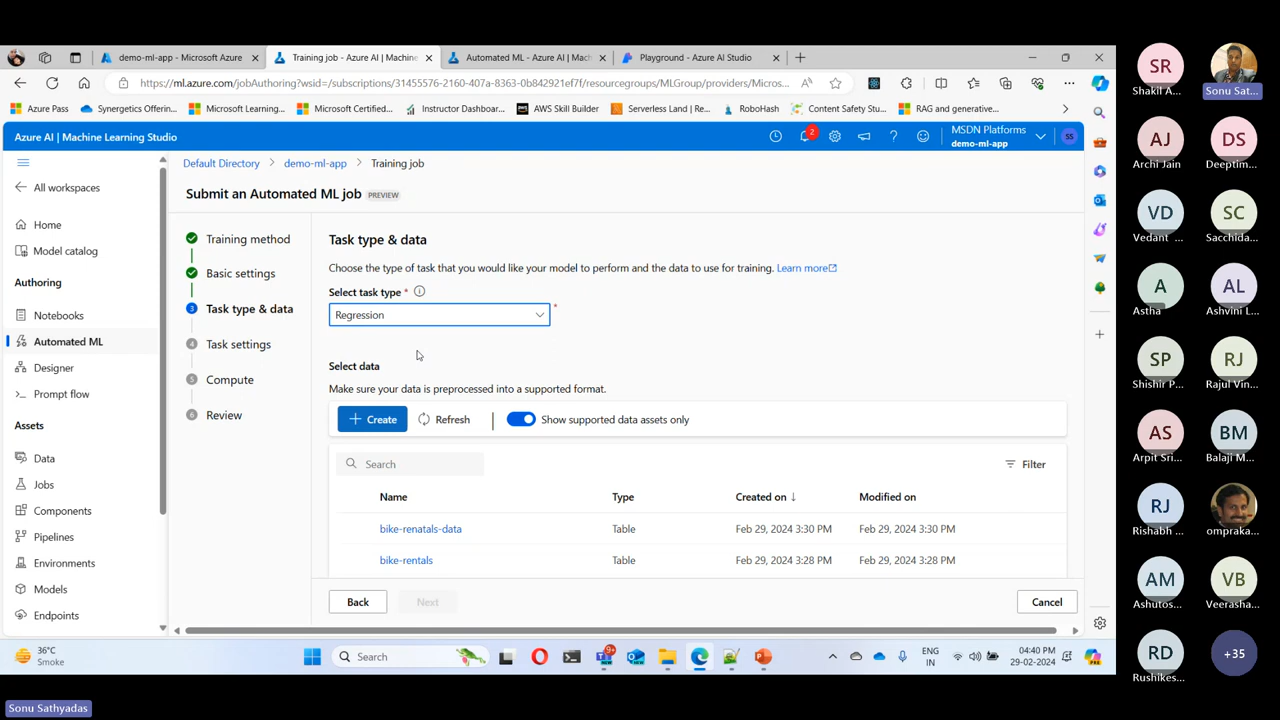 demo-ml-app - Microsoft Azure
Training job - Azure AI | Machine
Automated ML - Azure AI | Mach
Playground - Azure AI Studio
https://ml.azure.com/jobAuthoring?wsid=/subscriptions/31455576-2160-407a-8363-0b842921ef7f/resourcegroups/MLGroup/providers/Micros...
Azure Pass
Synergetics Offering...
Microsoft Learning...
Microsoft Certified...
Instructor Dashboar...
AWS Skill Builder
Serverless Land | Re...
RoboHash
Content Safety Stu...
RAG and generative...
Azure AI | Machine Learning Studio
2
MSDN Platforms
demo-ml-app
SS
All workspaces
Home
Model catalog
Authoring
Notebooks
Automated ML
Designer
Prompt flow
Assets
Data
Jobs
Components
Pipelines
Environments
Models
Endpoints
Default Directory > demo-ml-app > Training job
Submit an Automated ML job PREVIEW
Training method
Basic settings
3 Task type & data
4 Task settings
5 Compute
6 Review
Task type & data
Choose the type of task that you would like your model to perform and the data to use for training. Learn more
Select task type *
Regression
*
Select data
Make sure your data is preprocessed into a supported format.
+ Create
Refresh
Show supported data assets only
Search
Filter
Name Type Created on ↓ Modified on
bike-renatals-data Table Feb 29, 2024 3:30 PM Feb 29, 2024 3:30 PM
bike-rentals Table Feb 29, 2024 3:28 PM Feb 29, 2024 3:28 PM
Back
Next
Cancel
36°C
Smoke
Search
9+
ENG
IN
04:40 PM
29-02-2024
Sonu Sathyadas
SR
Shakil A...
Sonu Sat...
AJ
Archi Jain
DS
Deeptim...
VD
Vedant ...
SC
Sacchida...
A
Astha
AL
Ashvini L...
SP
Shishir P...
RJ
Rajul Vin...
AS
Arpit Sri...
BM
Balaji M...
RJ
Rishabh ...
ompraka...
AM
Ashutos...
VB
Veerasha...
RD
Rushikes...
+35